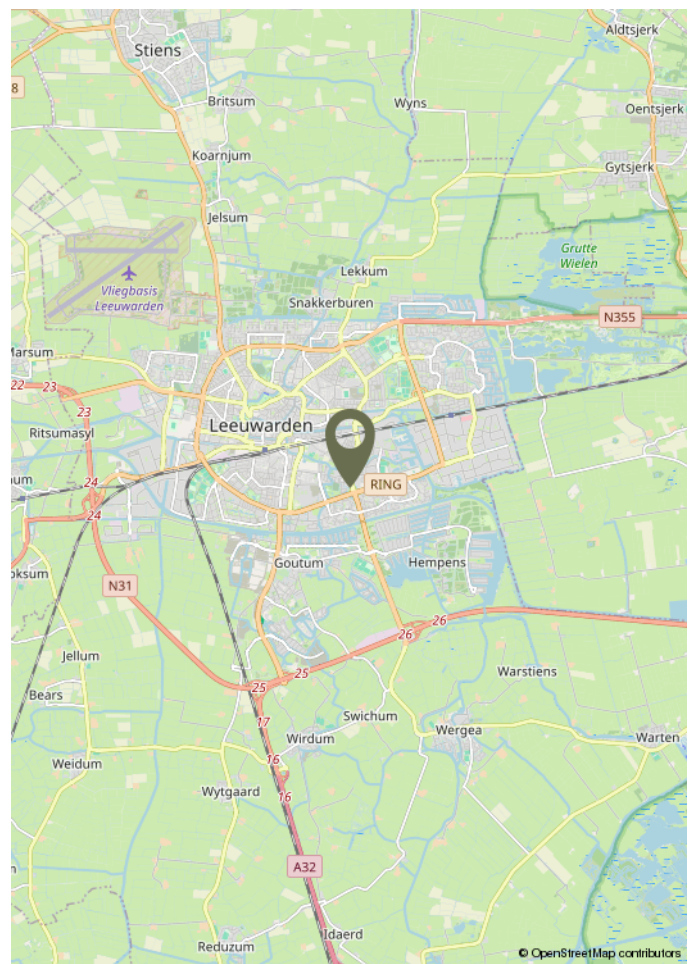 Aldtsjerk
Stiens
8
Britsum
Wyns
Oentsjerk
Koarnjum
Gytsjerk
Jelsum
Grutte
Wielen
Lekkum
Vliegbasis
Leeuwarden
Snakkerburen
N355
Marsum
22
23
23
Leeuwarden
Ritsumasyl
24
RING
24
Goutum
Hempens
N31
26
26
Jellum
25
Warstiens
25
Bears
17
Swichum
Wergea
Warten
Wirdum
16
Weidum
Wytgaard
16
A32
Idaerd
Reduzum
© OpenStreetMap contributors